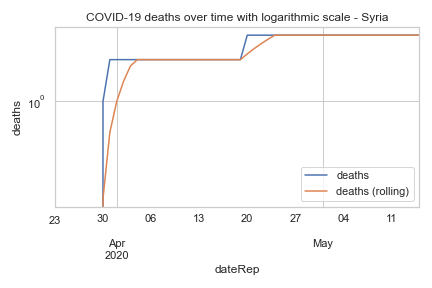 COVID-19 deaths over time with logarithmic scale - Syria
deaths
10⁰
deaths
deaths (rolling)
23 30 06 13 20 27 04 11
Apr May
2020
dateRep